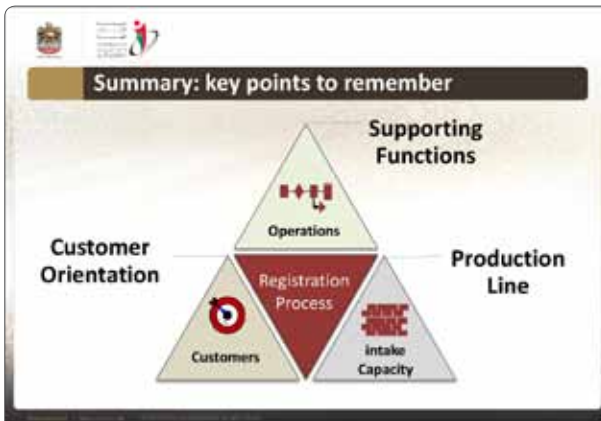 Summary: key points to remember
Supporting
Functions
Operations
Customer
Orientation
Registration
Process
Production
Line
Customers
intake
Capacity